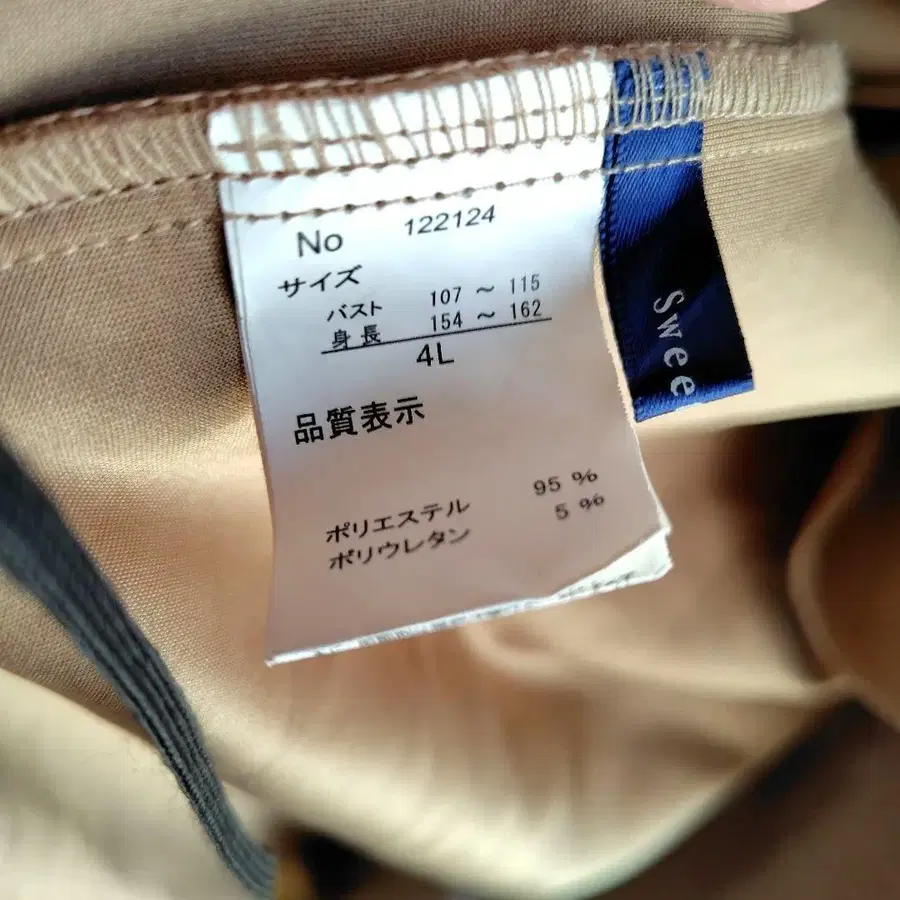 No 122124
サイズ
バスト 107 ～ 115
身長 154 ～ 162
4L
品質表示
ポリエステル 95 %
ポリウレタン 5 %
Swee